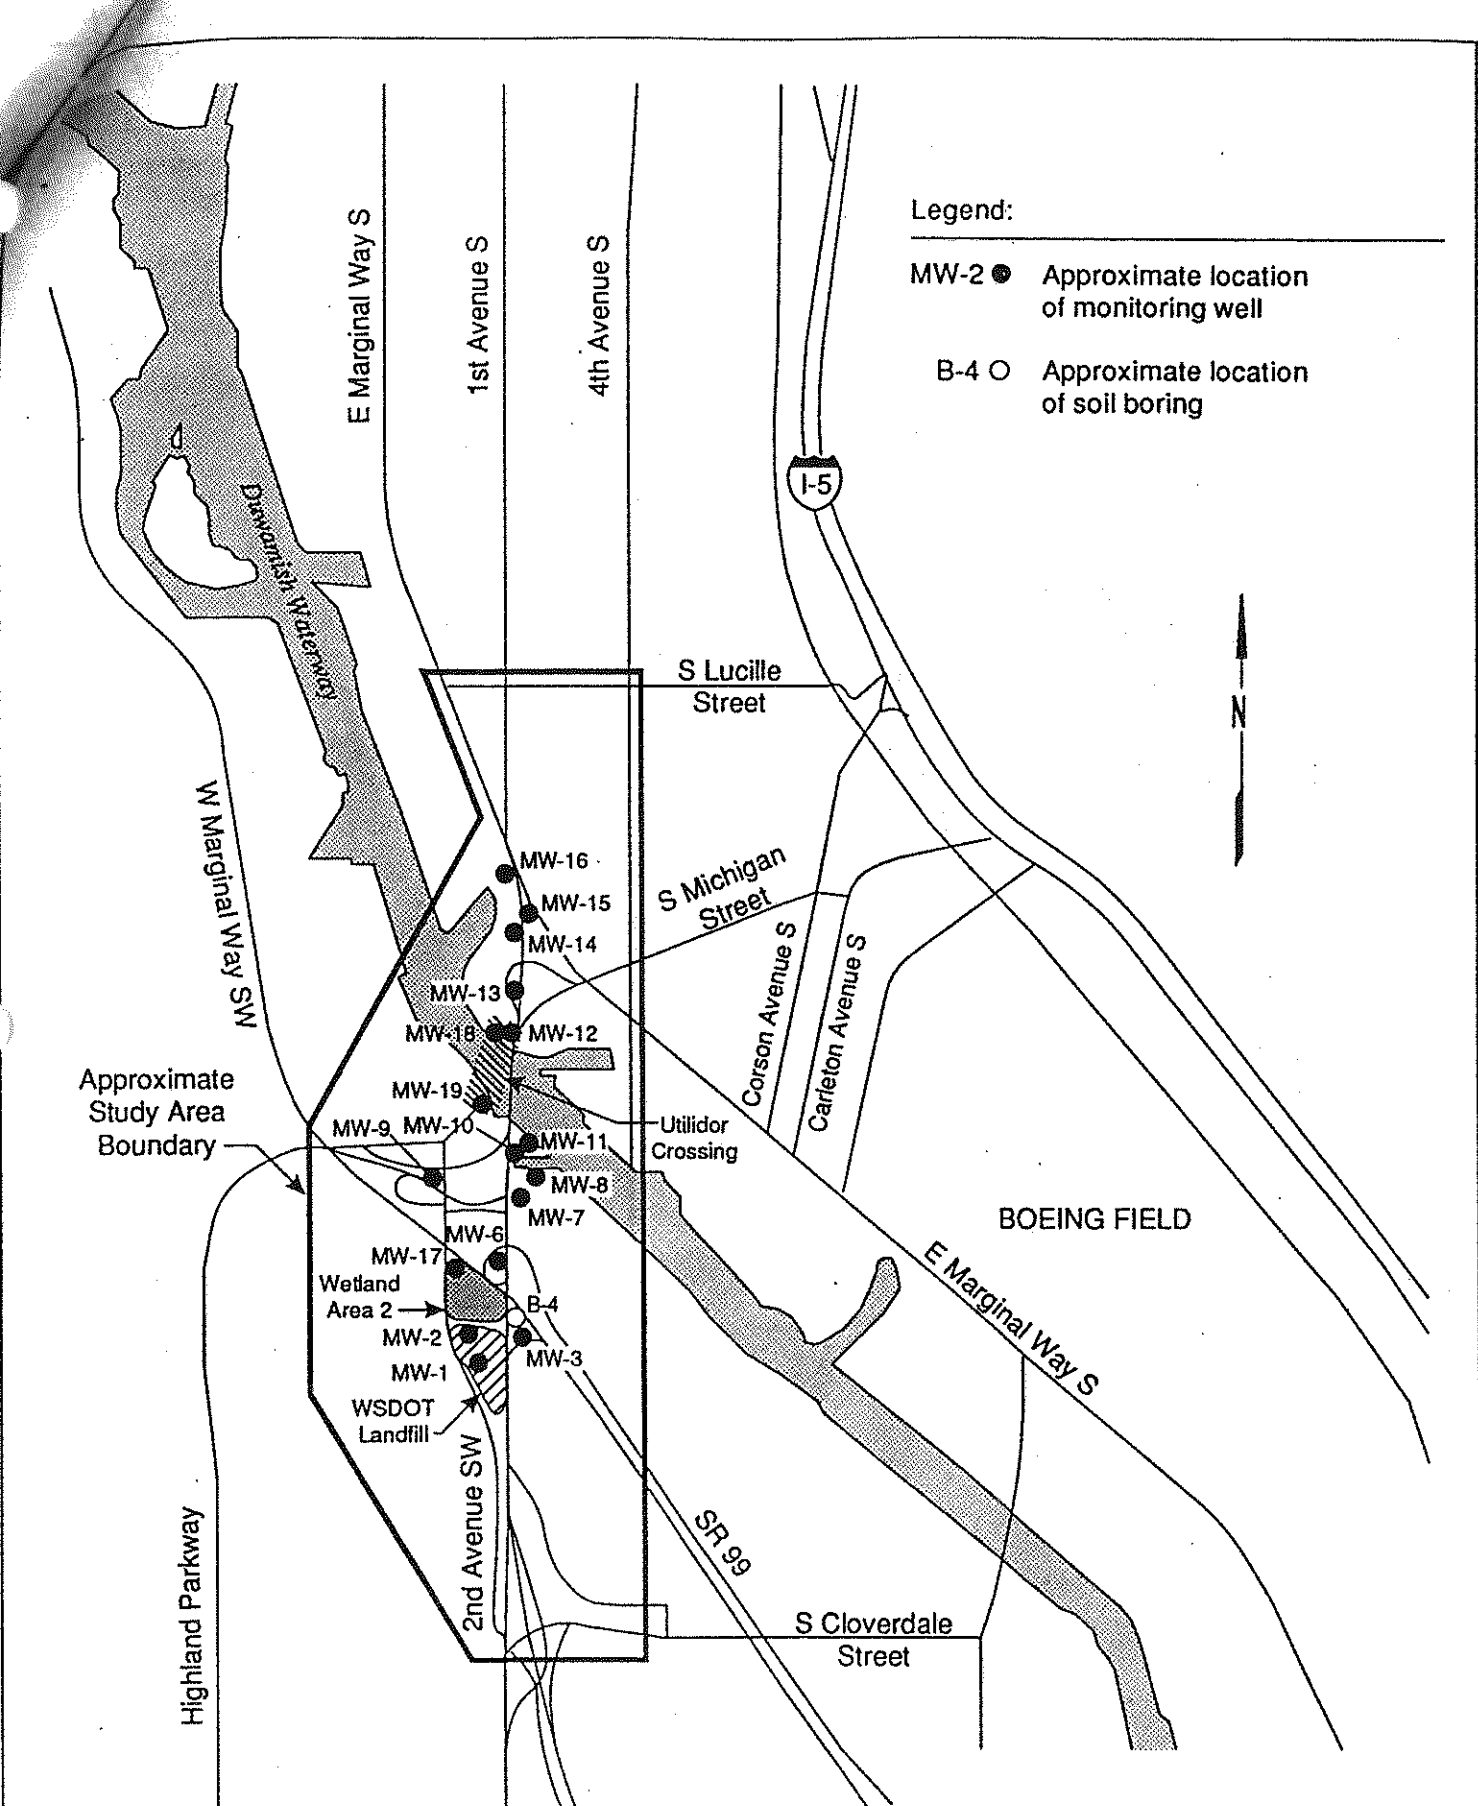 Legend:
MW-2
Approximate location
of monitoring well
B-4
Approximate location
of soil boring
E Marginal Way S
1st Avenue S
4th Avenue S
I-5
Duwamish Waterway
N
S Lucille
Street
W Marginal Way SW
MW-16
MW-15
MW-14
S Michigan
Street
MW-13
MW-18
MW-12
Corson Avenue S
Carleton Avenue S
Approximate
Study Area
Boundary
MW-19
MW-9
MW-10
MW-11
Utilidor
Crossing
MW-8
MW-7
BOEING FIELD
MW-6
MW-17
Wetland
Area 2
B-4
MW-2
MW-3
MW-1
WSDOT
Landfill
E Marginal Way S
2nd Avenue SW
SR 99
Highland Parkway
S Cloverdale
Street